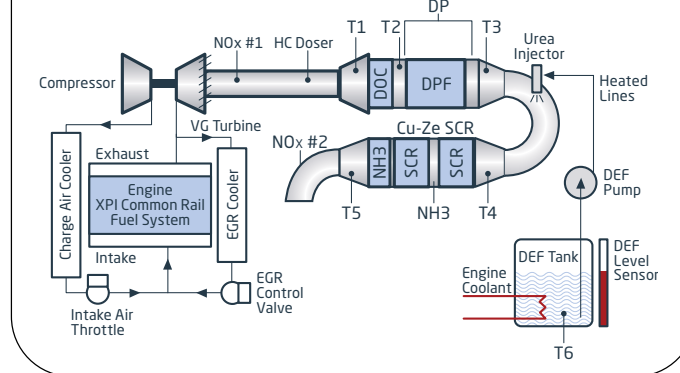 DP
NOx #1
HC Doser
T1
T2
T3
Urea
Injector
Compressor
DOC
DPF
Heated
Lines
VG Turbine
Cu-Ze SCR
NOx #2
Exhaust
Charge Air Cooler
Engine
XPI Common Rail
Fuel System
EGR Cooler
NH3
SCR
SCR
DEF
Pump
T5
NH3
T4
Intake
DEF Tank
DEF
Level
Sensor
Engine
Coolant
EGR
Control
Valve
Intake Air
Throttle
T6